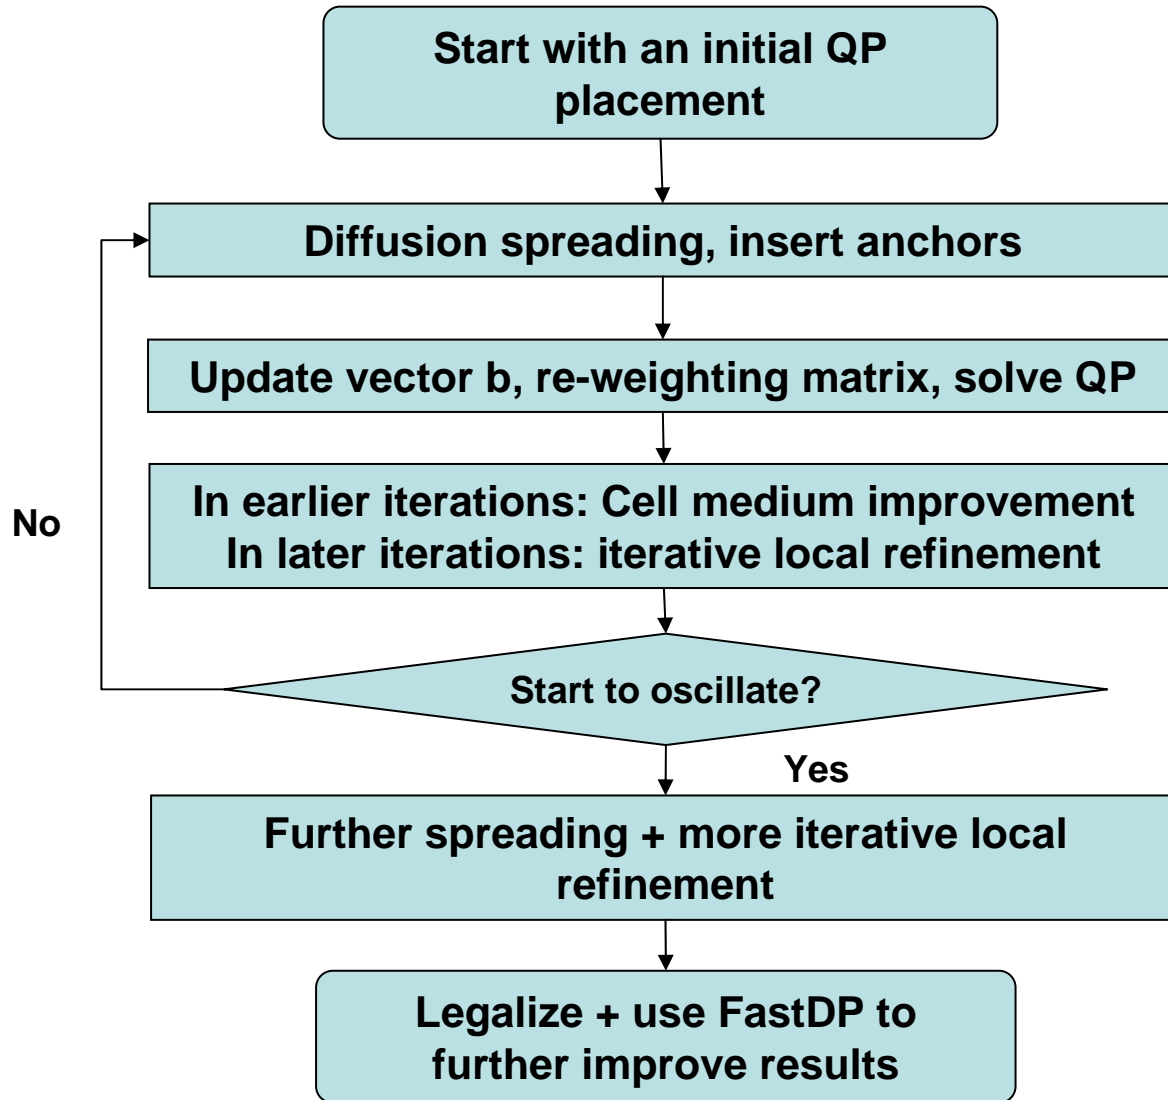 Start with an initial QP
placement
Diffusion spreading, insert anchors
Update vector b, re-weighting matrix, solve QP
In earlier iterations: Cell medium improvement
In later iterations: iterative local refinement
No
Start to oscillate?
Yes
Further spreading + more iterative local
refinement
Legalize + use FastDP to
further improve results